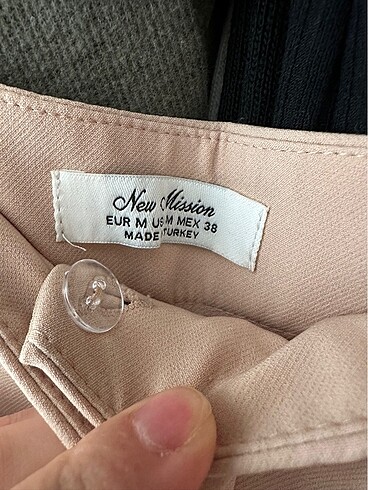 New Mission
EUR M US M MEX 38
MADE TURKEY